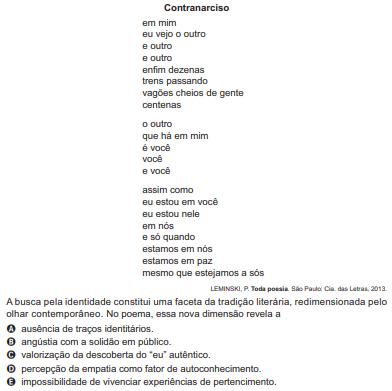 Contranarciso
em mim
eu vejo o outro
e outro
e outro
enfim dezenas
trens passando
vagões cheios de gente
centenas
o outro
que há em mim
é você
você
e você
assim como
eu estou em você
eu estou nele
em nós
e só quando
estamos em nós
estamos em paz
mesmo que estejamos a sós
LEMINSKI, P. Toda poesia. São Paulo: Cia. das Letras, 2013.
A busca pela identidade constitui uma faceta da tradição literária, redimensionada pelo
olhar contemporâneo. No poema, essa nova dimensão revela a
A ausência de traços identitários.
B angústia com a solidão em público.
C valorização da descoberta do “eu” autêntico.
D percepção da empatia como fator de autoconhecimento.
E impossibilidade de vivenciar experiências de pertencimento.